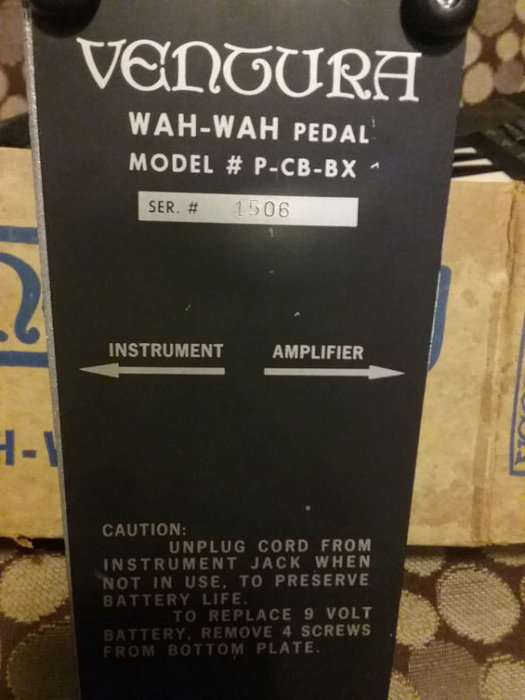 VENTURA
WAH-WAH PEDAL
MODEL # P-CB-BX
SER. # 1506
INSTRUMENT AMPLIFIER
CAUTION:
UNPLUG CORD FROM
INSTRUMENT JACK WHEN
NOT IN USE, TO PRESERVE
BATTERY LIFE.
TO REPLACE 9 VOLT
BATTERY, REMOVE 4 SCREWS
FROM BOTTOM PLATE.